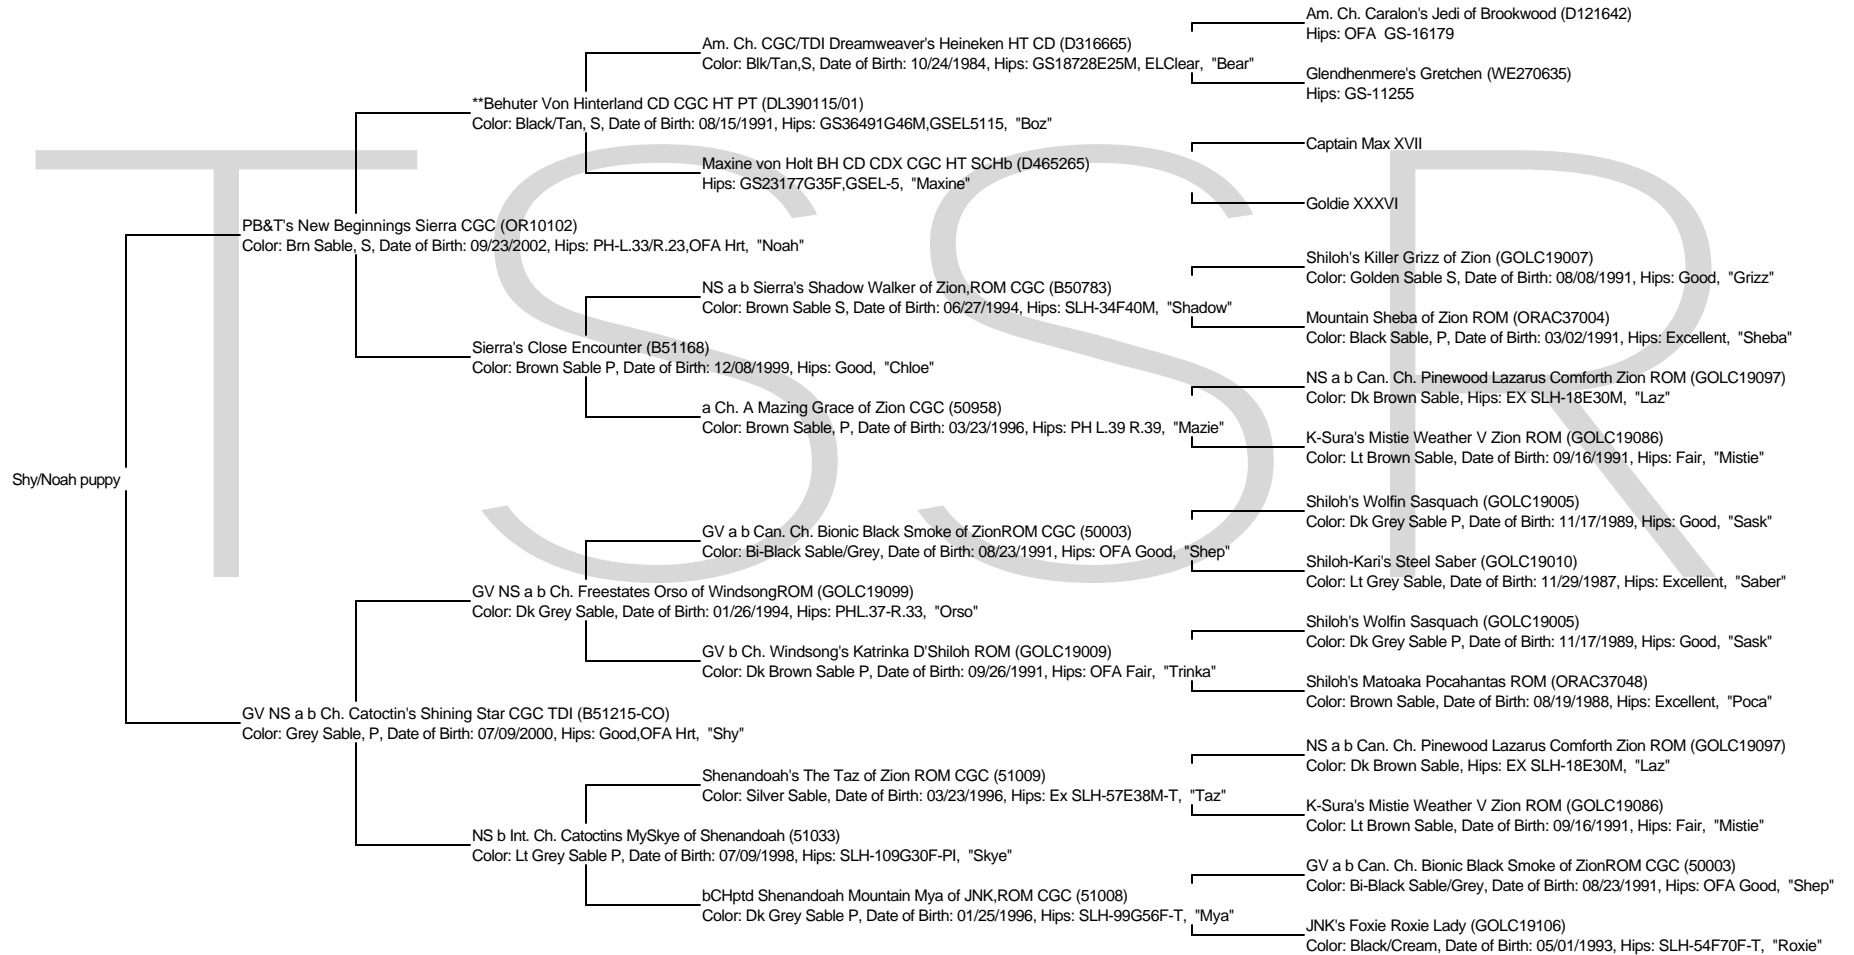 Am. Ch. Caralon's Jedi of Brookwood (D121642)
Hips: OFA  GS-16179
Am. Ch. CGC/TDI Dreamweaver's Heineken HT CD (D316665)
Color: Blk/Tan,S, Date of Birth: 10/24/1984, Hips: GS18728E25M, ELClear,  "Bear"
Glendhenmere's Gretchen (WE270635)
Hips: GS-11255
**Behuter Von Hinterland CD CGC HT PT (DL390115/01)
Color: Black/Tan, S, Date of Birth: 08/15/1991, Hips: GS36491G46M,GSEL5115,  "Boz"
Captain Max XVII
Maxine von Holt BH CD CDX CGC HT SCHb (D465265)
Hips: GS23177G35F,GSEL-5,  "Maxine"
Goldie XXXVI
PB&T's New Beginnings Sierra CGC (OR10102)
Color: Brn Sable, S, Date of Birth: 09/23/2002, Hips: PH-L.33/R.23,OFA Hrt,  "Noah"
Shiloh's Killer Grizz of Zion (GOLC19007)
Color: Golden Sable S, Date of Birth: 08/08/1991, Hips: Good,  "Grizz"
NS a b Sierra's Shadow Walker of Zion,ROM CGC (B50783)
Color: Brown Sable S, Date of Birth: 06/27/1994, Hips: SLH-34F40M,  "Shadow"
Mountain Sheba of Zion ROM (ORAC37004)
Color: Black Sable, P, Date of Birth: 03/02/1991, Hips: Excellent,  "Sheba"
Sierra's Close Encounter (B51168)
Color: Brown Sable P, Date of Birth: 12/08/1999, Hips: Good,  "Chloe"
NS a b Can. Ch. Pinewood Lazarus Comforth Zion ROM (GOLC19097)
Color: Dk Brown Sable, Hips: EX SLH-18E30M,  "Laz"
a Ch. A Mazing Grace of Zion CGC (50958)
Color: Brown Sable, P, Date of Birth: 03/23/1996, Hips: PH L.39 R.39,  "Mazie"
K-Sura's Mistie Weather V Zion ROM (GOLC19086)
Color: Lt Brown Sable, Date of Birth: 09/16/1991, Hips: Fair,  "Mistie"
TSSR
Shy/Noah puppy
Shiloh's Wolfin Sasquach (GOLC19005)
Color: Dk Grey Sable P, Date of Birth: 11/17/1989, Hips: Good,  "Sask"
GV a b Can. Ch. Bionic Black Smoke of ZionROM CGC (50003)
Color: Bi-Black Sable/Grey, Date of Birth: 08/23/1991, Hips: OFA Good,  "Shep"
Shiloh-Kari's Steel Saber (GOLC19010)
Color: Lt Grey Sable, Date of Birth: 11/29/1987, Hips: Excellent,  "Saber"
GV NS a b Ch. Freestates Orso of WindsongROM (GOLC19099)
Color: Dk Grey Sable, Date of Birth: 01/26/1994, Hips: PHL.37-R.33,  "Orso"
Shiloh's Wolfin Sasquach (GOLC19005)
Color: Dk Grey Sable P, Date of Birth: 11/17/1989, Hips: Good,  "Sask"
GV b Ch. Windsong's Katrinka D'Shiloh ROM (GOLC19009)
Color: Dk Brown Sable P, Date of Birth: 09/26/1991, Hips: OFA Fair,  "Trinka"
Shiloh's Matoaka Pocahantas ROM (ORAC37048)
Color: Brown Sable, Date of Birth: 08/19/1988, Hips: Excellent,  "Poca"
GV NS a b Ch. Catoctin's Shining Star CGC TDI (B51215-CO)
Color: Grey Sable, P, Date of Birth: 07/09/2000, Hips: Good,OFA Hrt,  "Shy"
NS a b Can. Ch. Pinewood Lazarus Comforth Zion ROM (GOLC19097)
Color: Dk Brown Sable, Hips: EX SLH-18E30M,  "Laz"
Shenandoah's The Taz of Zion ROM CGC (51009)
Color: Silver Sable, Date of Birth: 03/23/1996, Hips: Ex SLH-57E38M-T,  "Taz"
K-Sura's Mistie Weather V Zion ROM (GOLC19086)
Color: Lt Brown Sable, Date of Birth: 09/16/1991, Hips: Fair,  "Mistie"
NS b Int. Ch. Catoctins MySkye of Shenandoah (51033)
Color: Lt Grey Sable P, Date of Birth: 07/09/1998, Hips: SLH-109G30F-PI,  "Skye"
GV a b Can. Ch. Bionic Black Smoke of ZionROM CGC (50003)
Color: Bi-Black Sable/Grey, Date of Birth: 08/23/1991, Hips: OFA Good,  "Shep"
bCHptd Shenandoah Mountain Mya of JNK,ROM CGC (51008)
Color: Dk Grey Sable P, Date of Birth: 01/25/1996, Hips: SLH-99G56F-T,  "Mya"
JNK's Foxie Roxie Lady (GOLC19106)
Color: Black/Cream, Date of Birth: 05/01/1993, Hips: SLH-54F70F-T,  "Roxie"